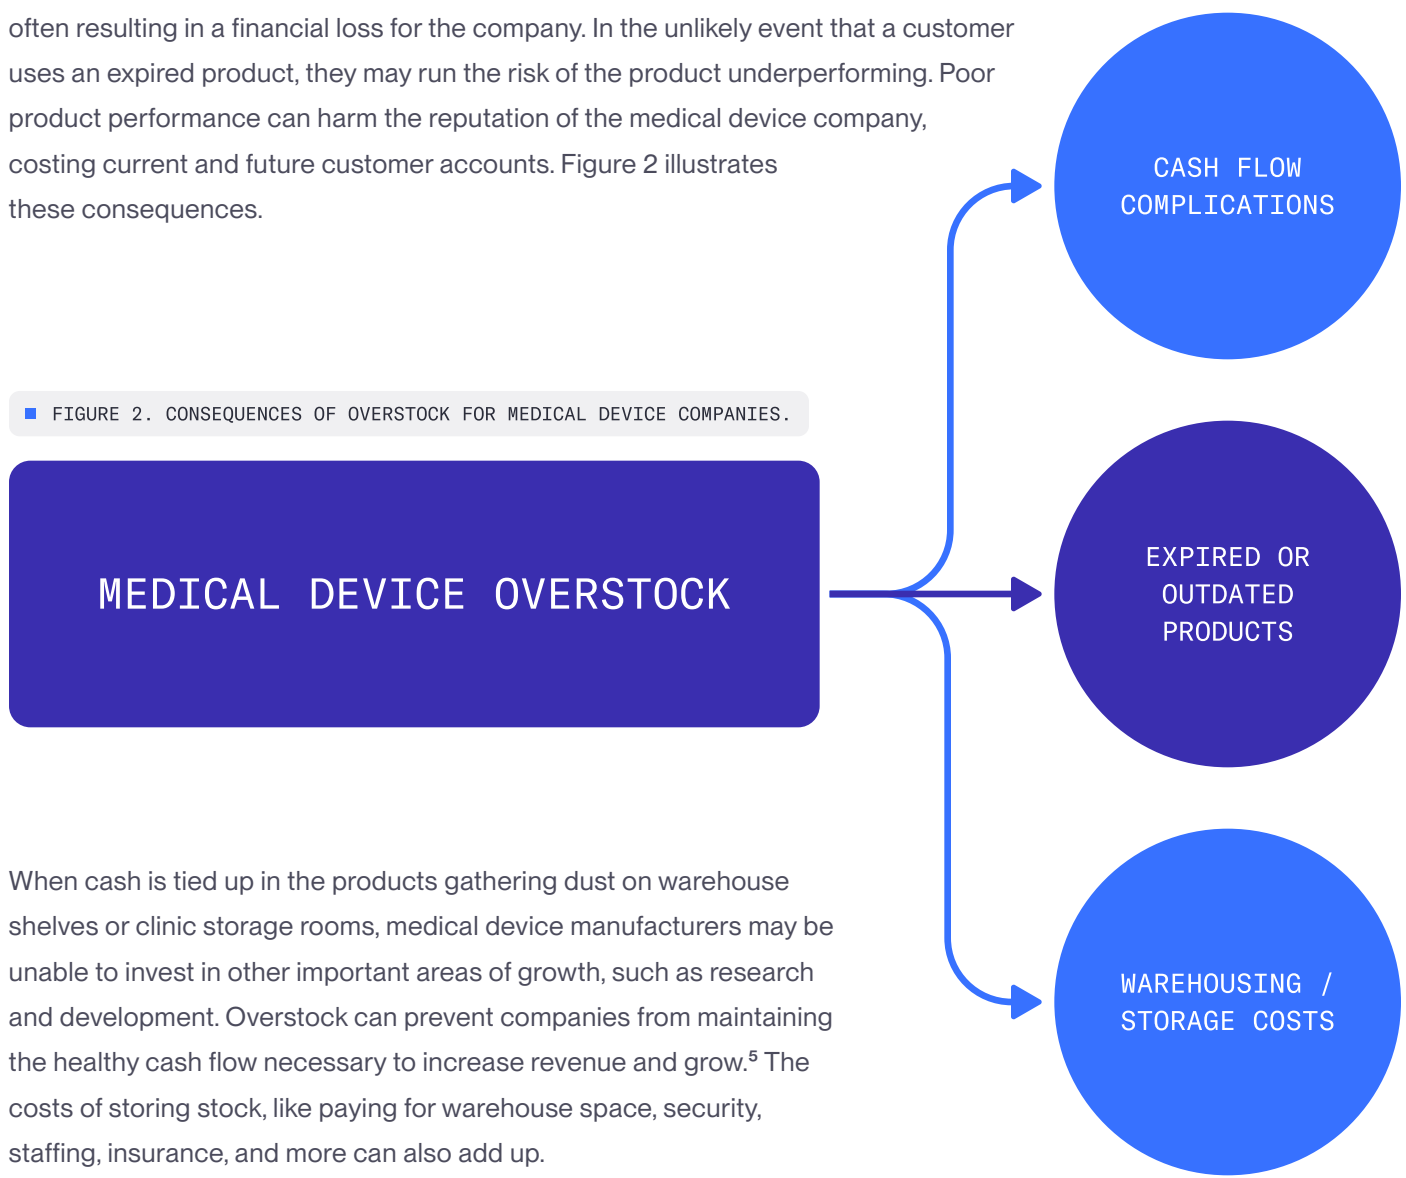 often resulting in a financial loss for the company. In the unlikely event that a customer
uses an expired product, they may run the risk of the product underperforming. Poor
product performance can harm the reputation of the medical device company,
costing current and future customer accounts. Figure 2 illustrates
these consequences.
FIGURE 2. CONSEQUENCES OF OVERSTOCK FOR MEDICAL DEVICE COMPANIES.
MEDICAL DEVICE OVERSTOCK
CASH FLOW
COMPLICATIONS
EXPIRED OR
OUTDATED
PRODUCTS
WAREHOUSING /
STORAGE COSTS
When cash is tied up in the products gathering dust on warehouse
shelves or clinic storage rooms, medical device manufacturers may be
unable to invest in other important areas of growth, such as research
and development. Overstock can prevent companies from maintaining
the healthy cash flow necessary to increase revenue and grow.⁵ The
costs of storing stock, like paying for warehouse space, security,
staffing, insurance, and more can also add up.